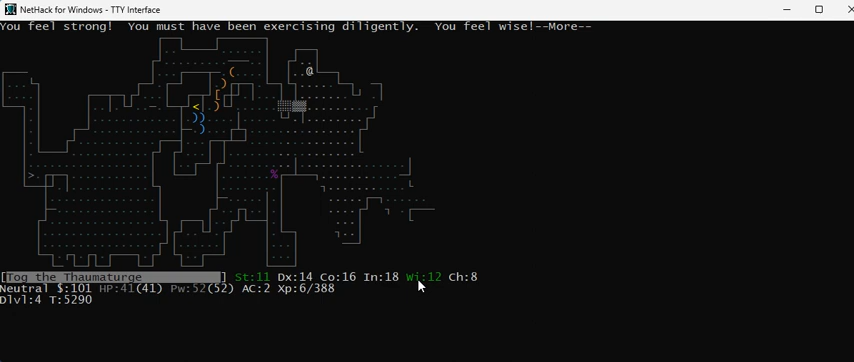 NetHack for Windows - TTY Interface
You feel strong!  You must have been exercising diligently.  You feel wise!--More--
[Tog the Thaumaturge ] St:11 Dx:14 Co:16 In:18 Wi:12 Ch:8
Neutral $:101 HP:41(41) Pw:52(52) AC:2 Xp:6/388
Dlvl:4 T:5290